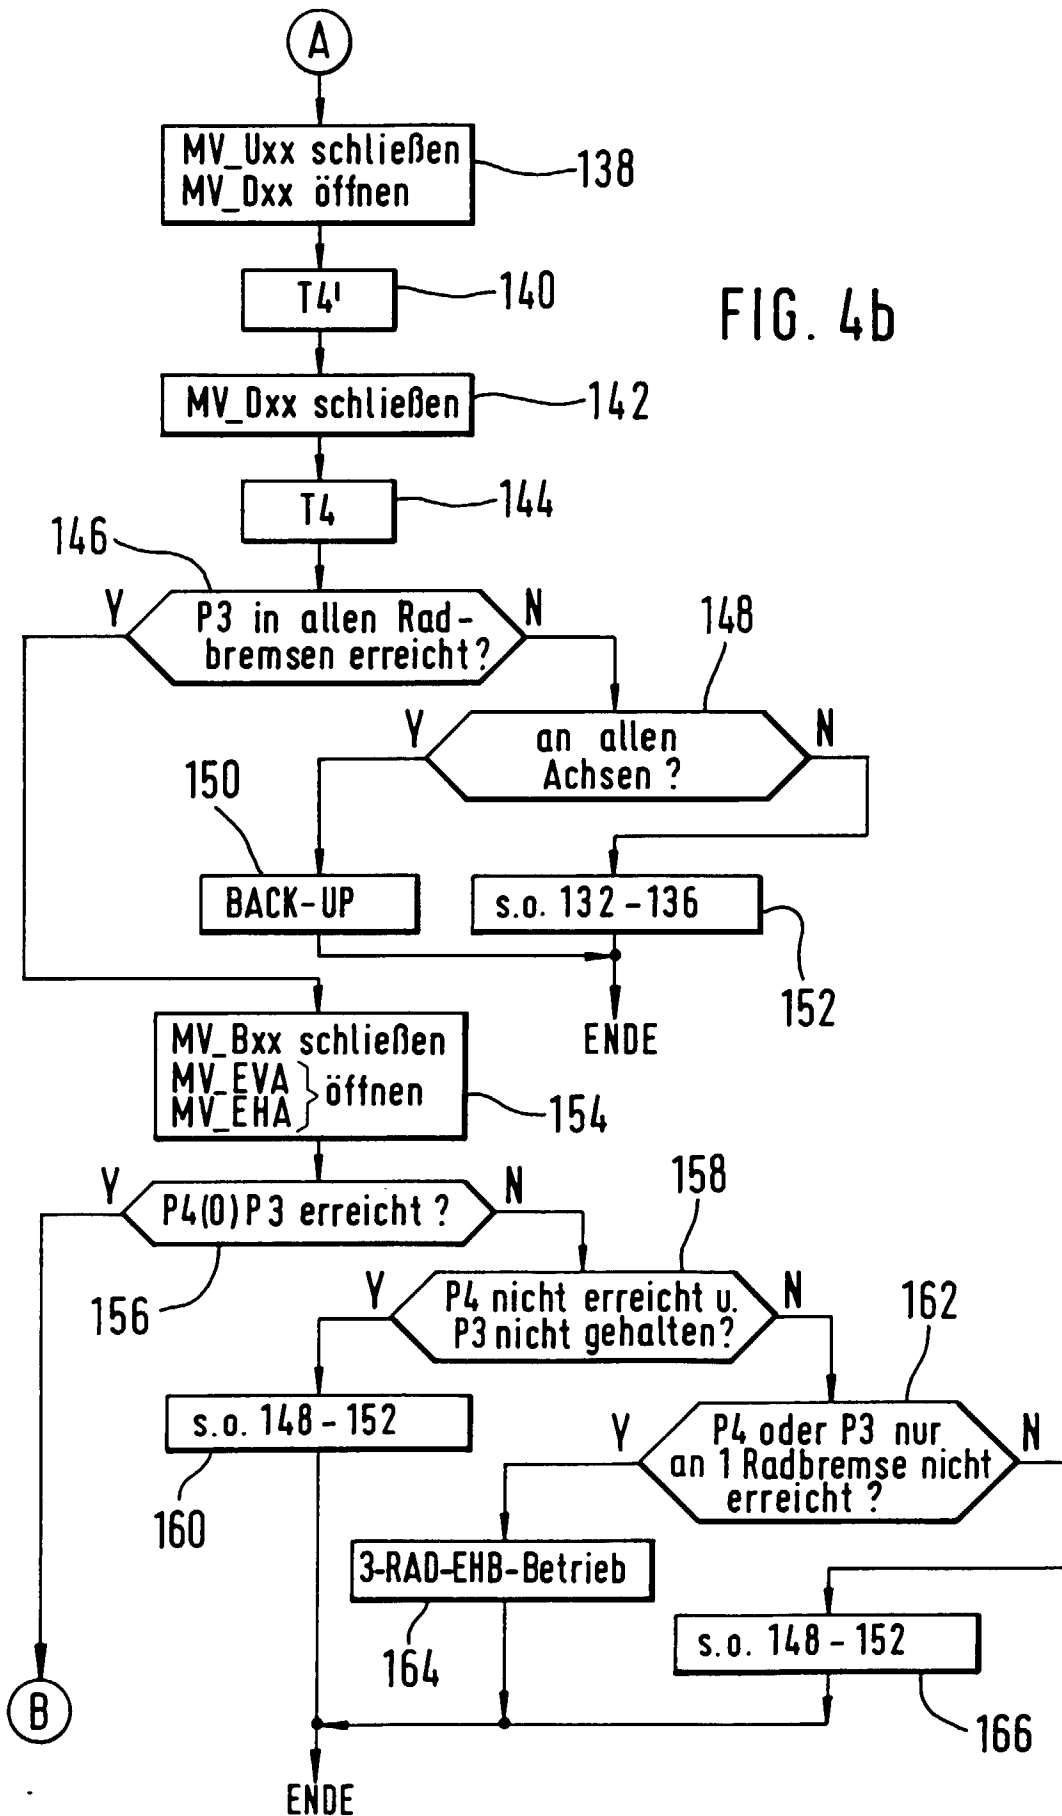 A
MV_Uxx schließen
MV_Dxx öffnen
138
T4'
140
FIG. 4b
MV_Dxx schließen
142
T4
144
146
Y
P3 in allen Rad-
bremsen erreicht?
N
148
Y
an allen
Achsen ?
N
150
BACK-UP
s.o. 132 - 136
152
ENDE
MV_Bxx schließen
MV_EVA
MV_EHA
öffnen
154
Y
P4(0) P3 erreicht ?
N
156
158
Y
P4 nicht erreicht u.
P3 nicht gehalten?
N
162
s.o. 148 - 152
160
Y
P4 oder P3 nur
an 1 Radbremse nicht
erreicht ?
N
3-RAD-EHB-Betrieb
164
s.o. 148 - 152
166
B
ENDE